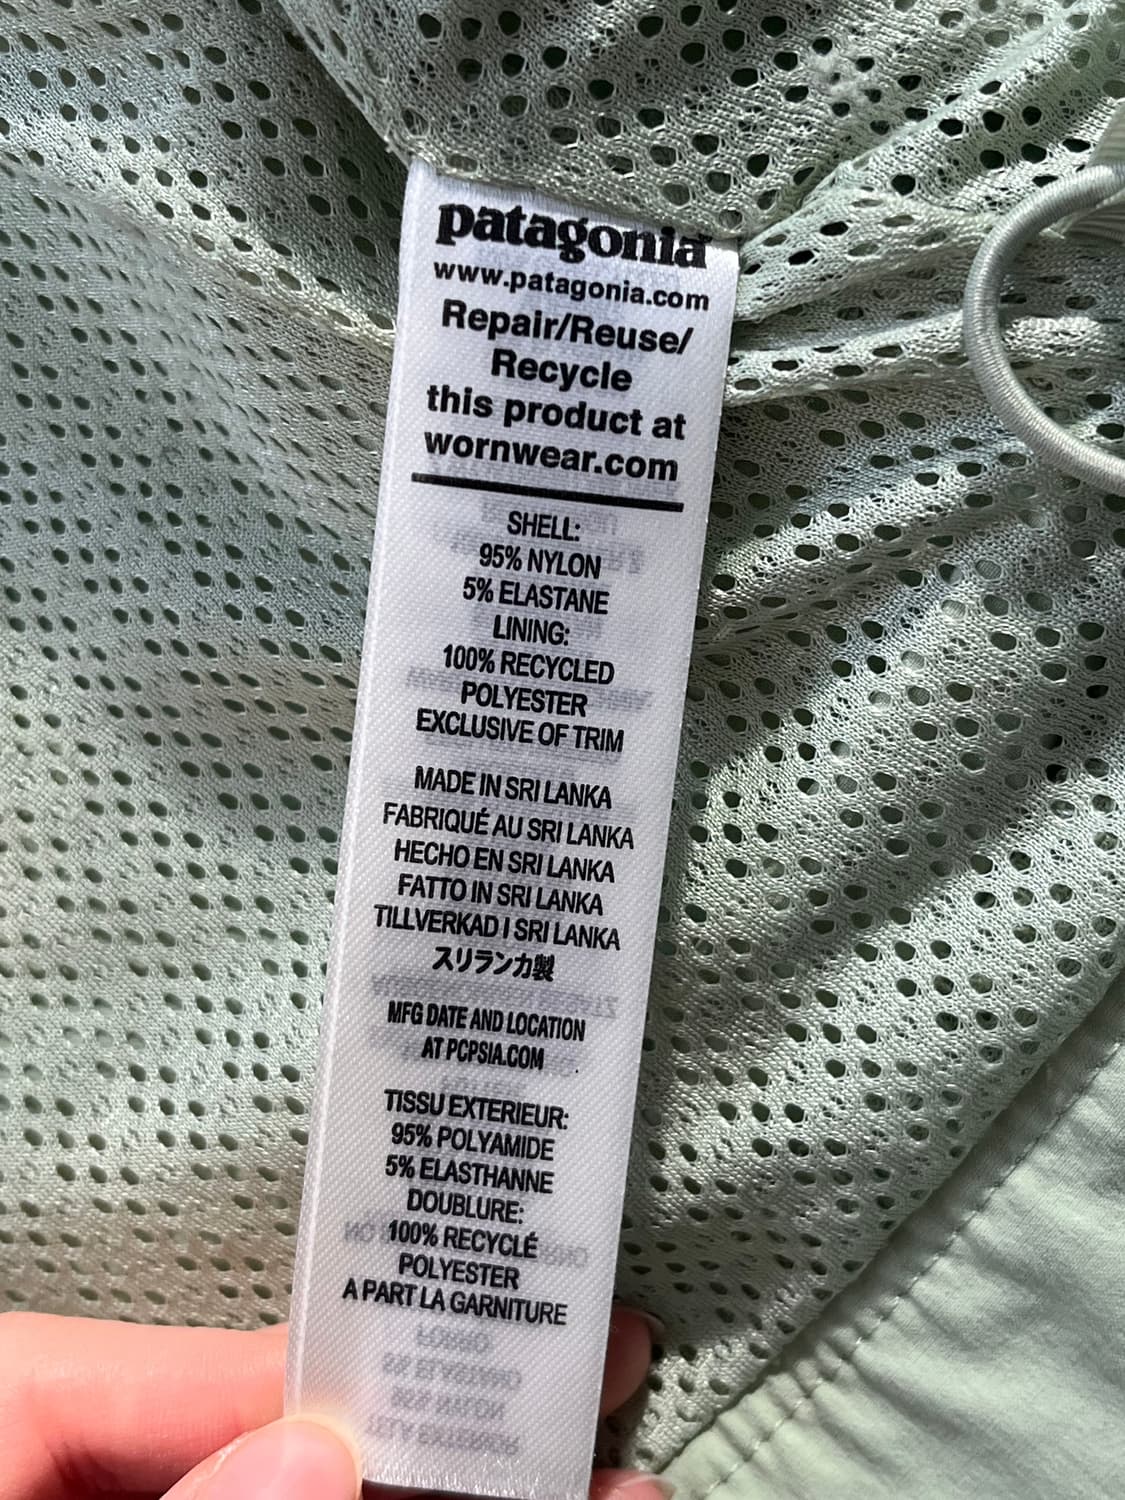 patagonia
www.patagonia.com
Repair/Reuse/
Recycle
this product at
wornwear.com
SHELL:
95% NYLON
5% ELASTANE
LINING:
100% RECYCLED
POLYESTER
EXCLUSIVE OF TRIM
MADE IN SRI LANKA
FABRIQUÉ AU SRI LANKA
HECHO EN SRI LANKA
FATTO IN SRI LANKA
TILLVERKAD I SRI LANKA
スリランカ製
MFG DATE AND LOCATION
AT PCPSIA.COM
TISSU EXTERIEUR:
95% POLYAMIDE
5% ELASTHANNE
DOUBLURE:
100% RECYCLÉ
POLYESTER
A PART LA GARNITURE